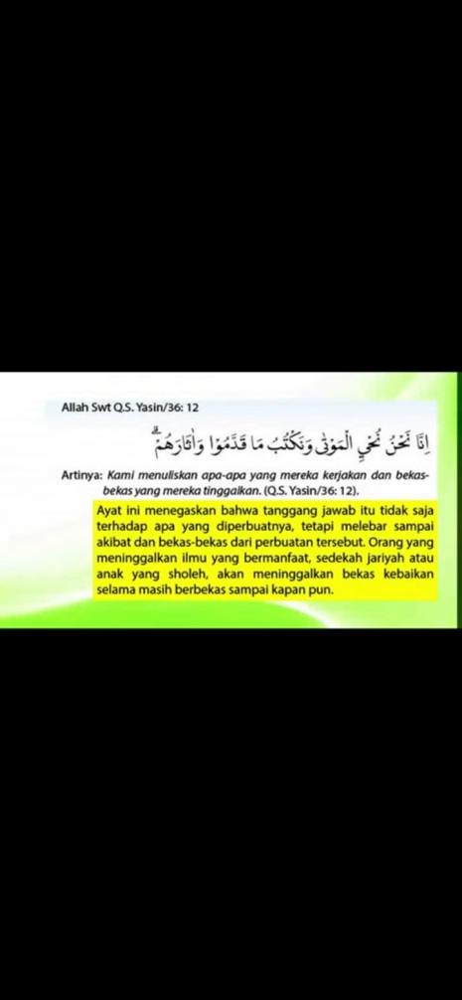 Allah Swt Q.S. Yasin/36: 12
اِنَّا نَحْنُ نُحْيِ الْمَوْتٰى وَنَكْتُبُ مَا قَدَّمُوْا وَاٰثَارَهُمْۗ
Artinya: Kami menuliskan apa-apa yang mereka kerjakan dan bekas-
bekas yang mereka tinggalkan. (Q.S. Yasin/36: 12).
Ayat ini menegaskan bahwa tanggang jawab itu tidak saja
terhadap apa yang diperbuatnya, tetapi melebar sampai
akibat dan bekas-bekas dari perbuatan tersebut. Orang yang
meninggalkan ilmu yang bermanfaat, sedekah jariyah atau
anak yang sholeh, akan meninggalkan bekas kebaikan
selama masih berbekas sampai kapan pun.